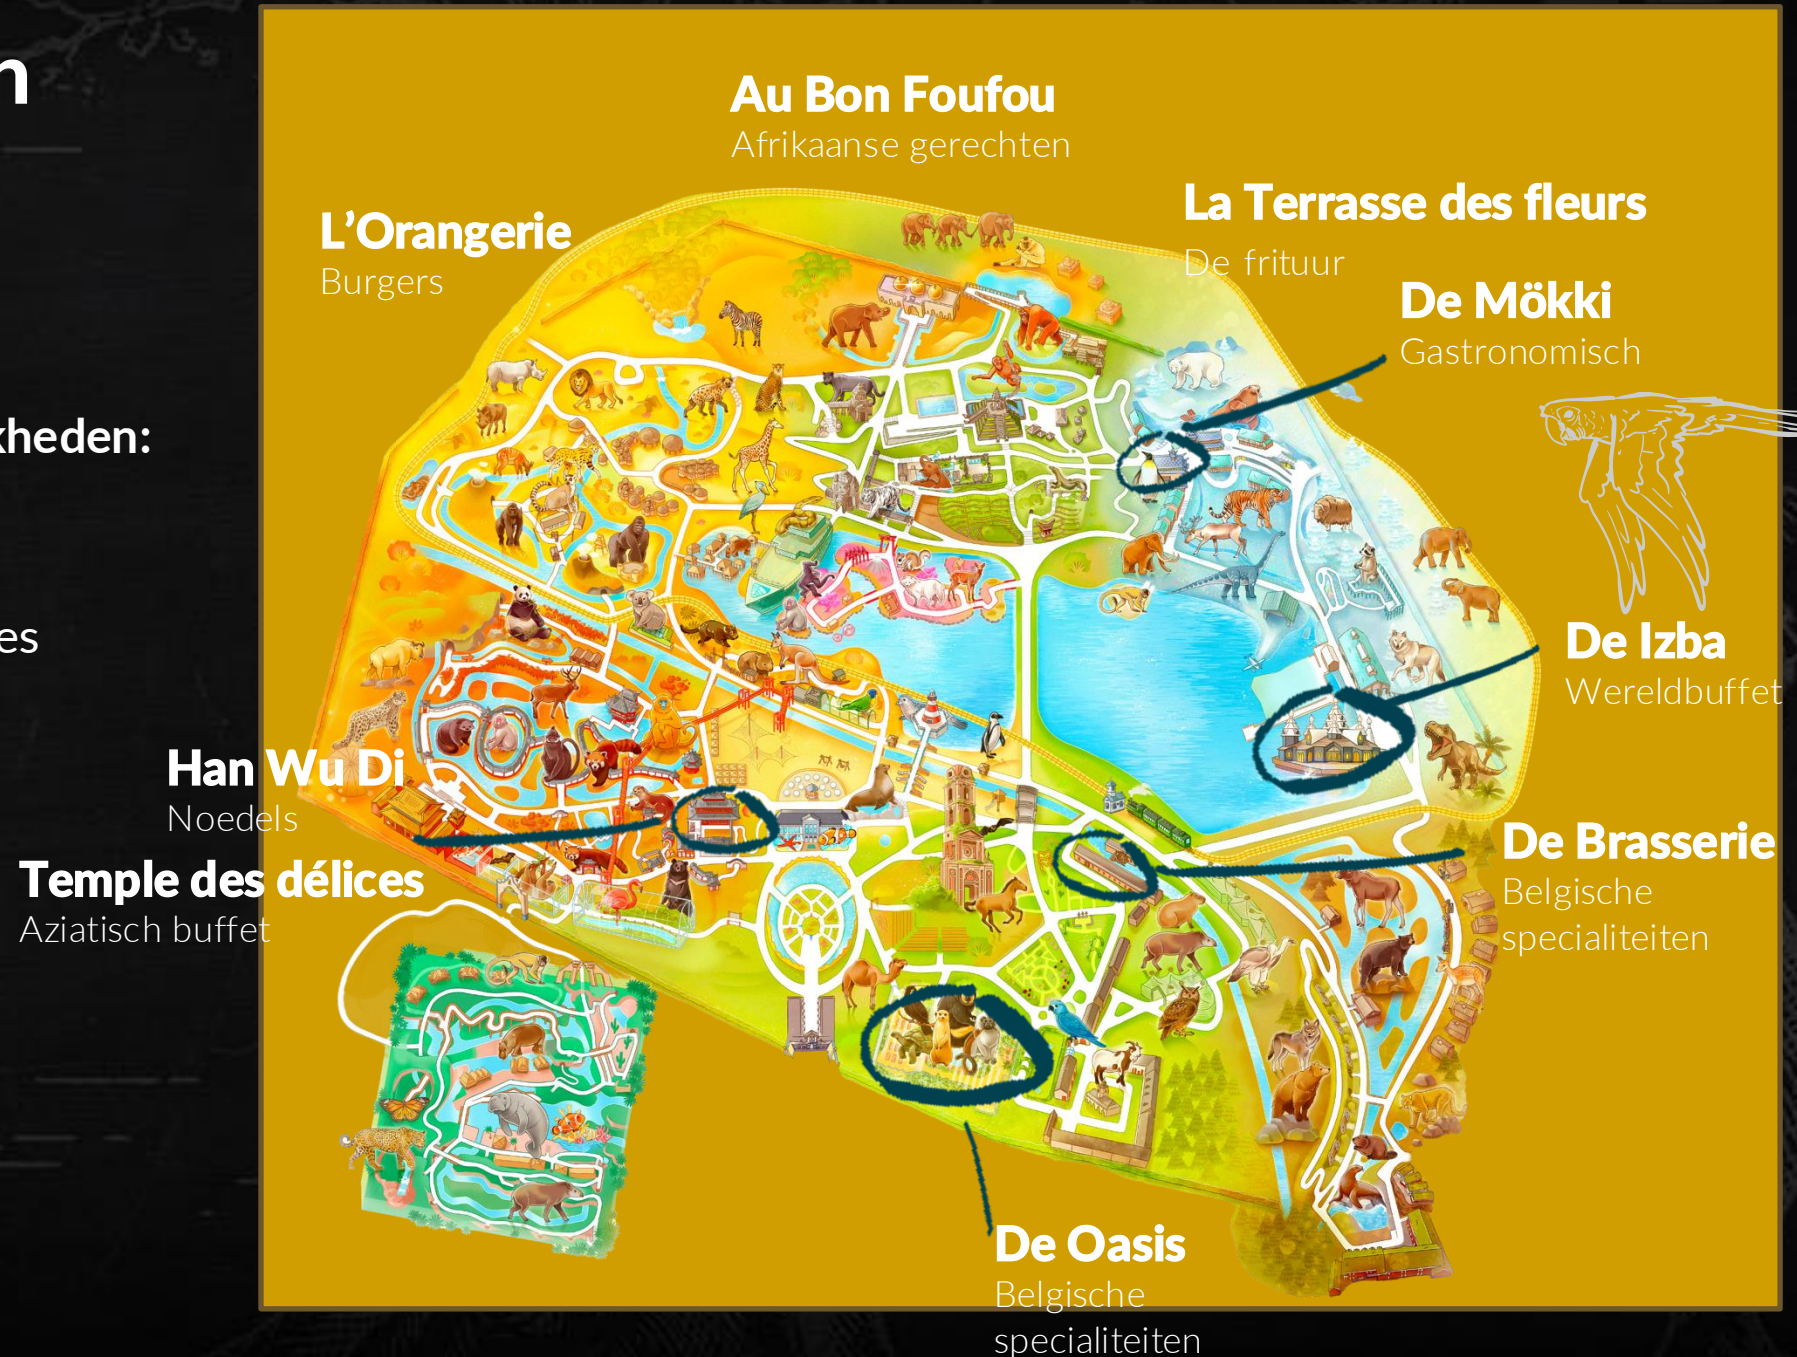 n
kheden:
es
Au Bon Foufou
Afrikaanse gerechten
La Terrasse des fleurs
De frituur
L'Orangerie
Burgers
De Mökki
Gastronomisch
De Izba
Wereldbuffet
Han Wu Di
Noedels
De Brasserie
Belgische
specialiteiten
Temple des délices
Aziatisch buffet
De Oasis
Belgische
specialiteiten